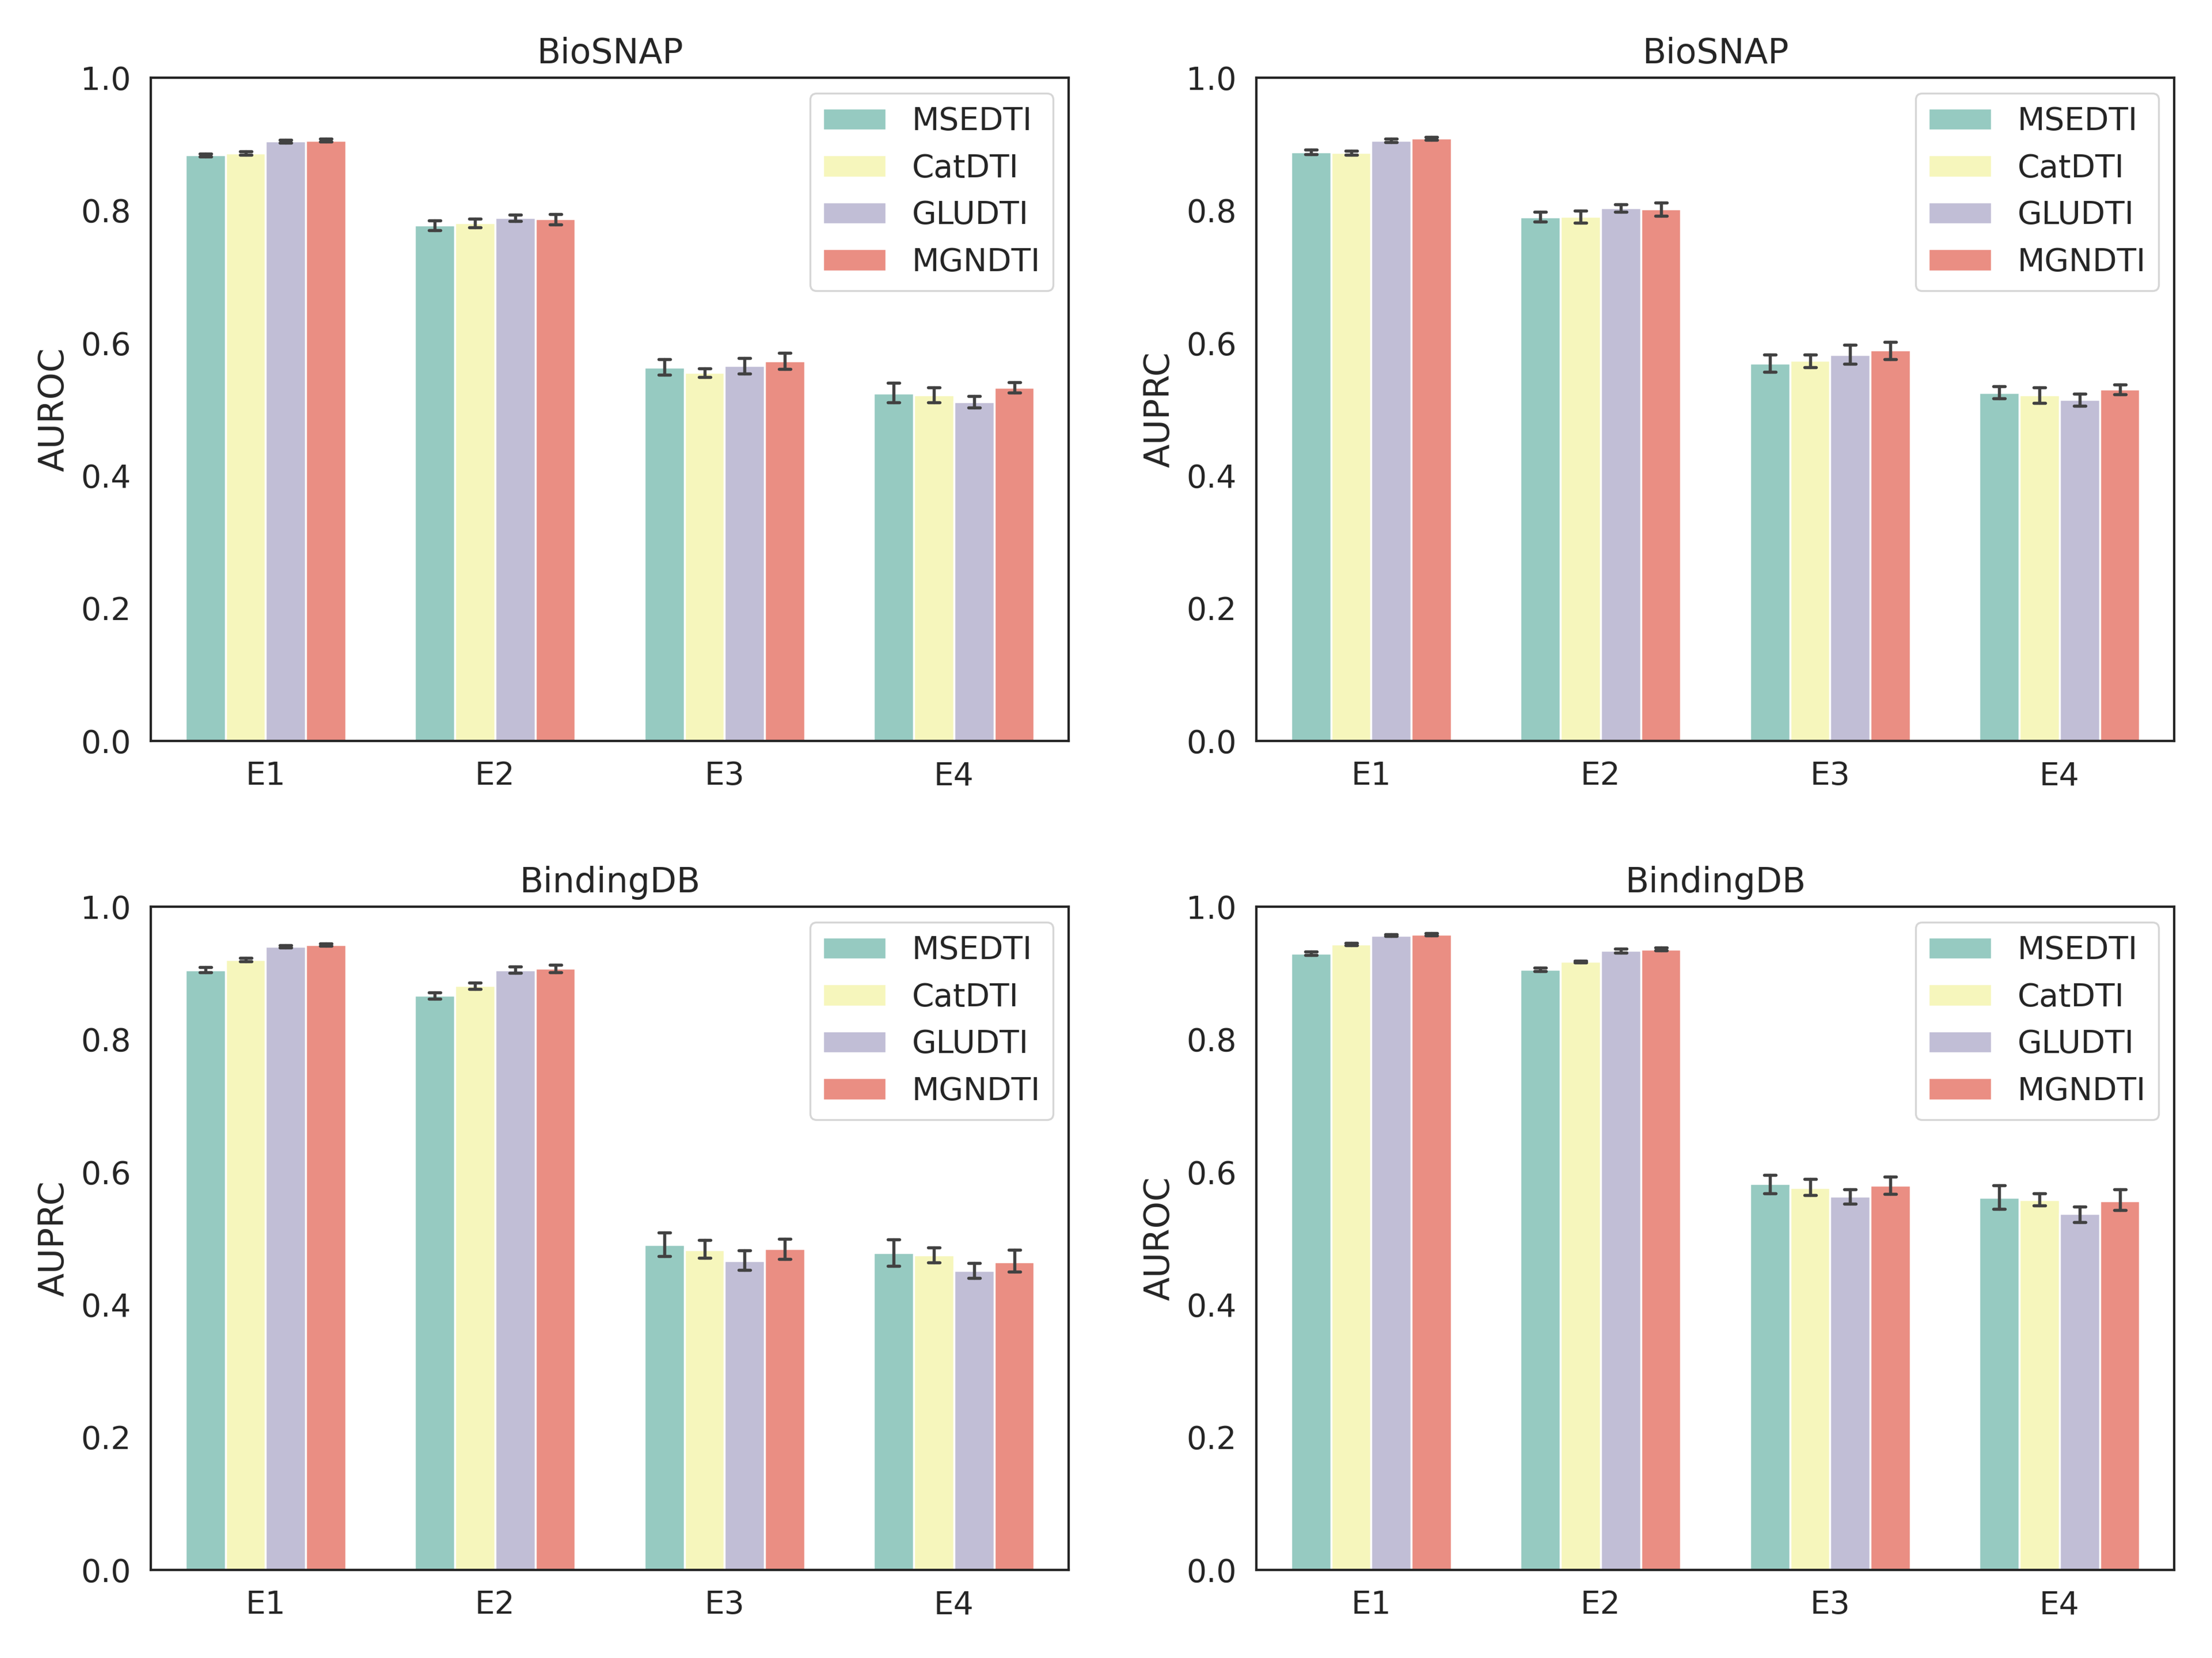 BioSNAP
1.0
0.8
0.6
0.4
0.2
0.0
AUROC
E1 E2 E3 E4
MSEDTI
CatDTI
GLUDTI
MGNDTI
BioSNAP
1.0
0.8
0.6
0.4
0.2
0.0
AUPRC
E1 E2 E3 E4
MSEDTI
CatDTI
GLUDTI
MGNDTI
BindingDB
1.0
0.8
0.6
0.4
0.2
0.0
AUPRC
E1 E2 E3 E4
MSEDTI
CatDTI
GLUDTI
MGNDTI
BindingDB
1.0
0.8
0.6
0.4
0.2
0.0
AUROC
E1 E2 E3 E4
MSEDTI
CatDTI
GLUDTI
MGNDTI